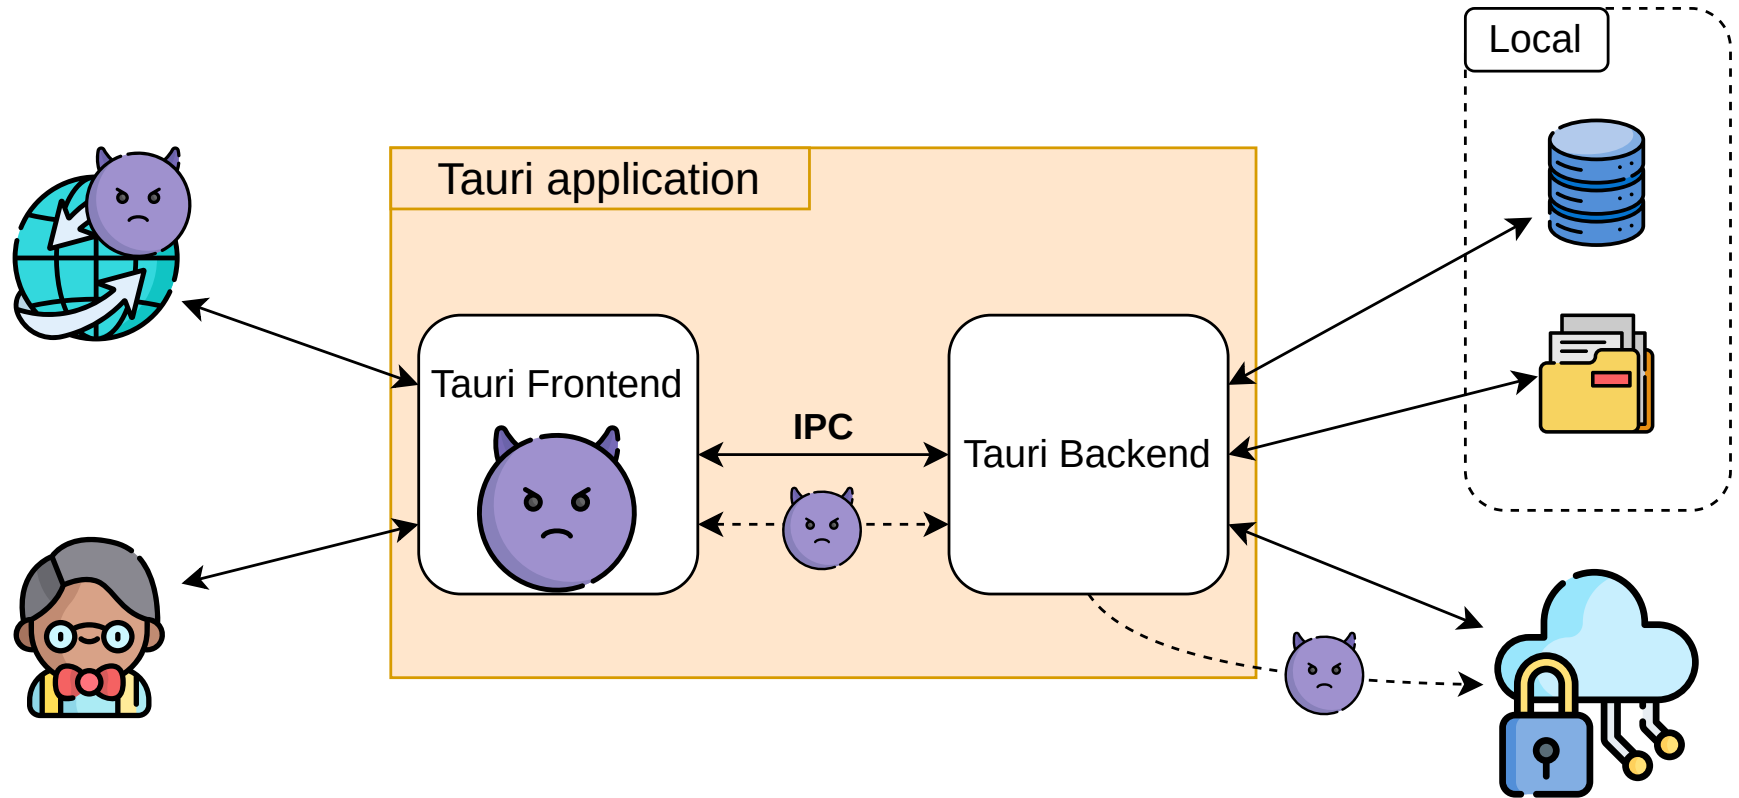 Local
Tauri application
Tauri Frontend
IPC
Tauri Backend